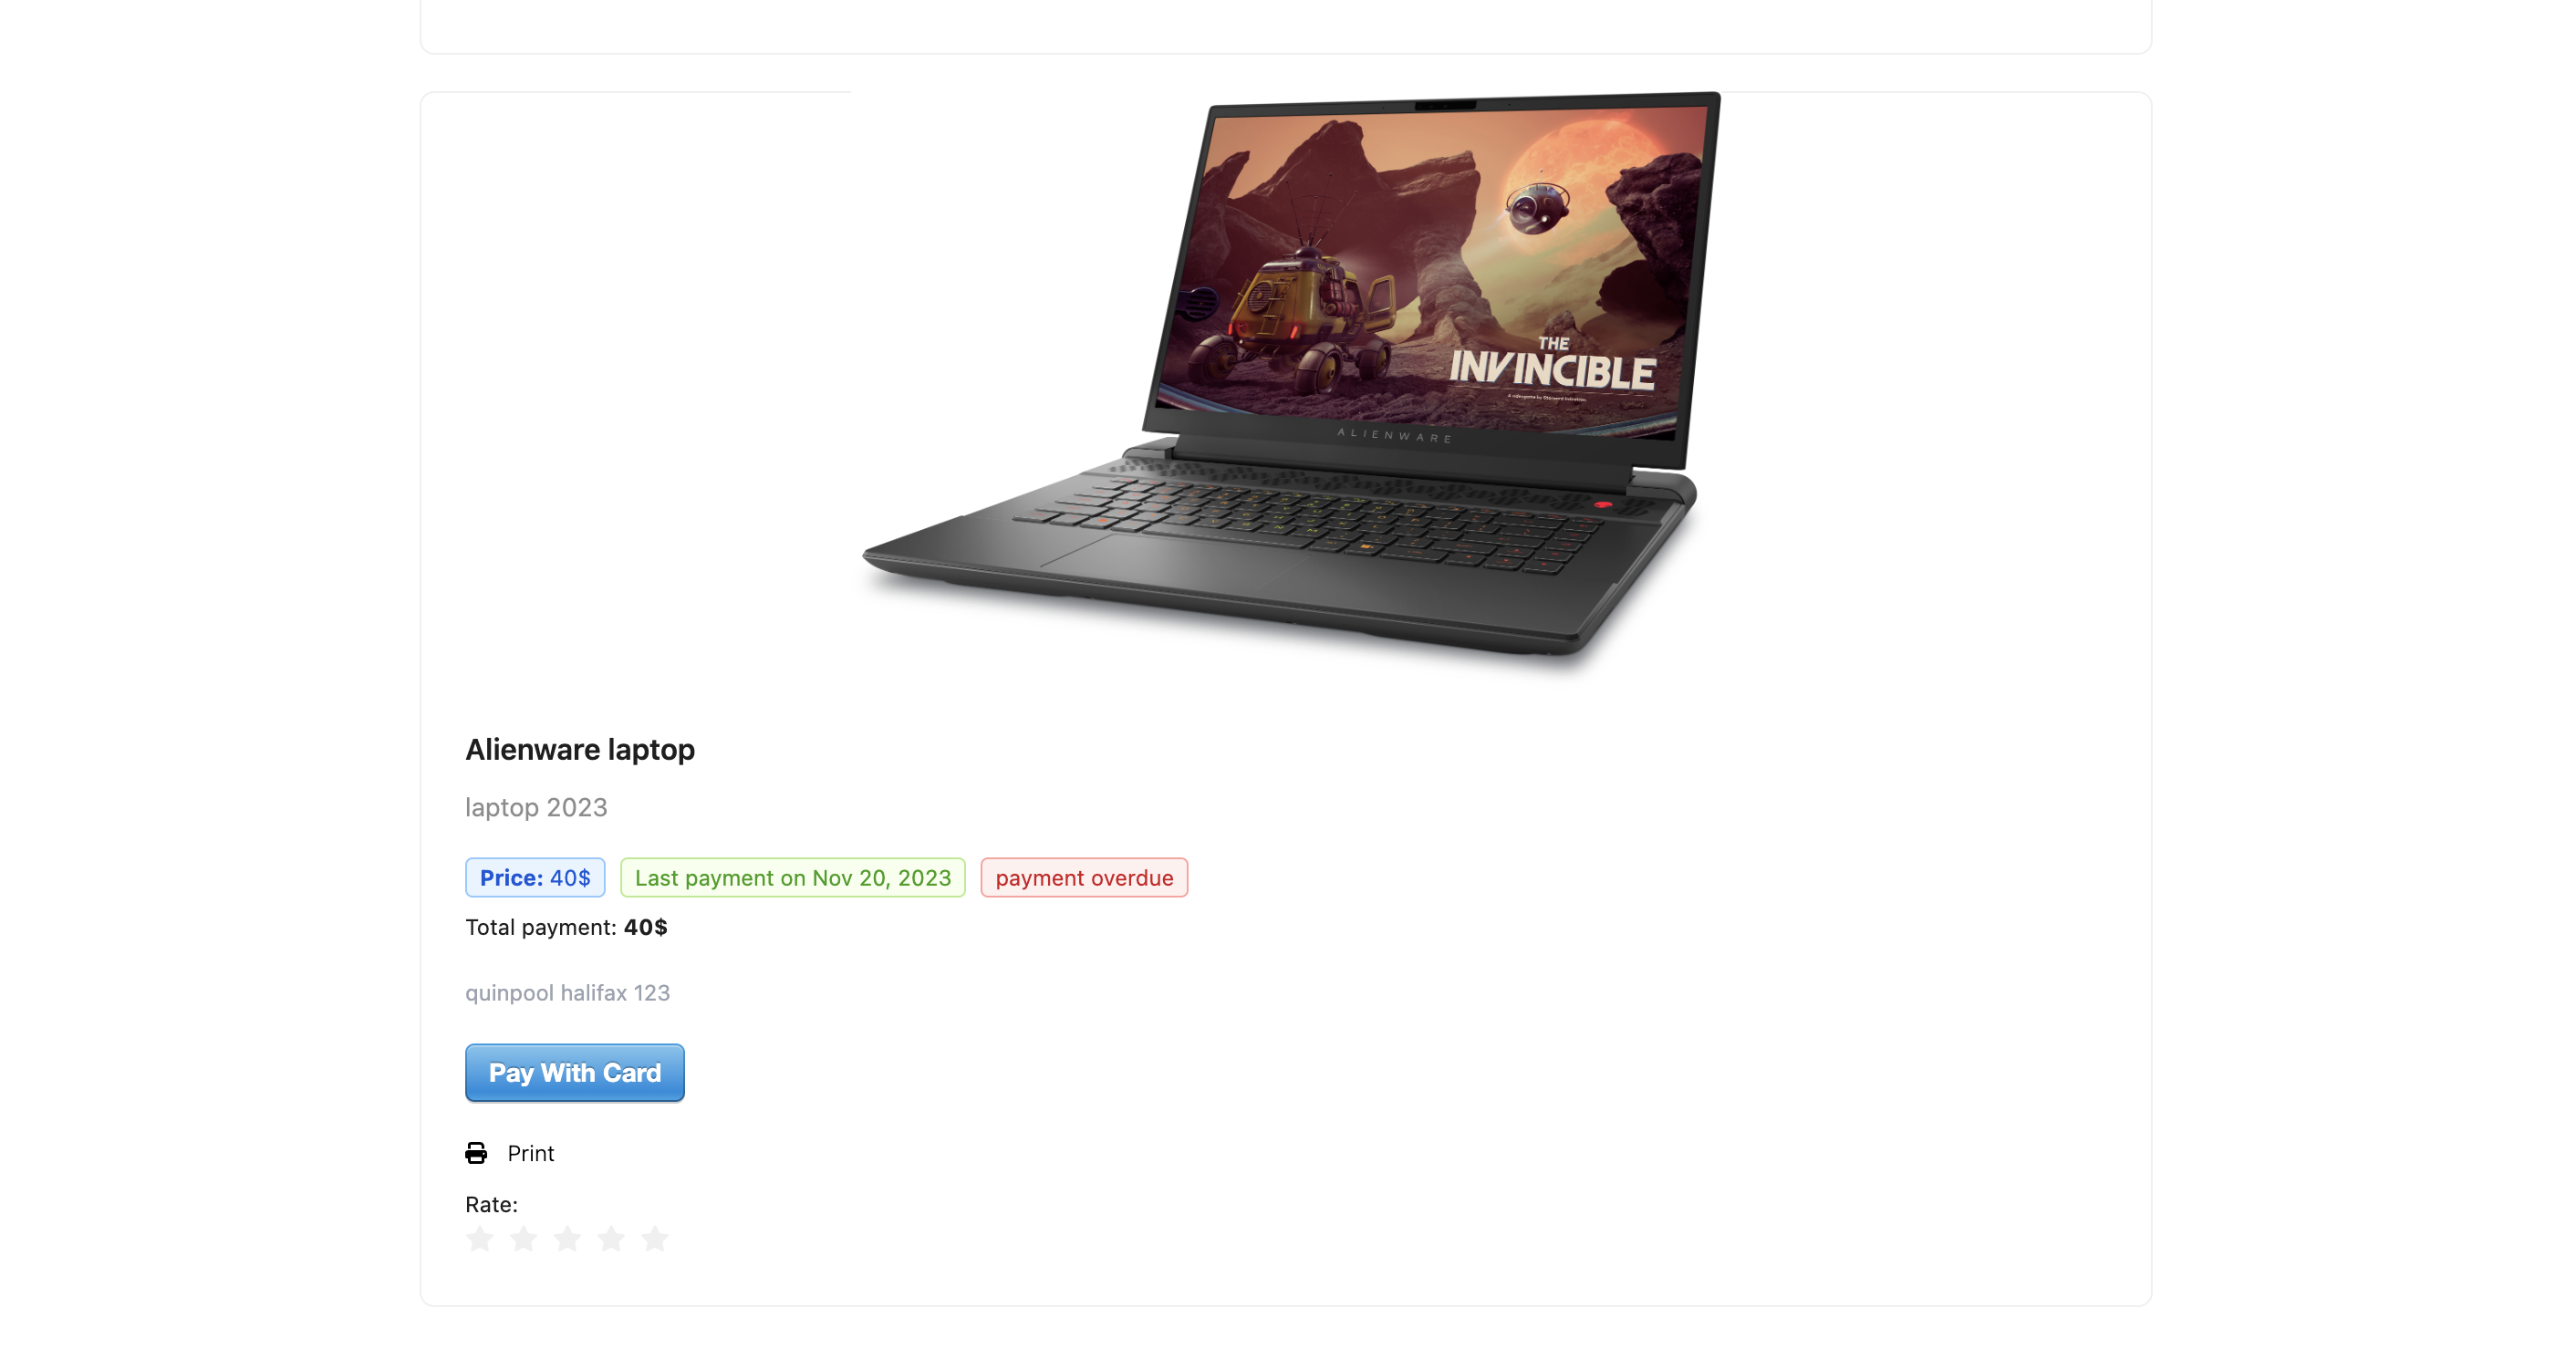 THE
INVINCIBLE
ALIENWARE
Alienware laptop
laptop 2023
Price: 40$ Last payment on Nov 20, 2023 payment overdue
Total payment: 40$
quinpool halifax 123
Pay With Card
Print
Rate: